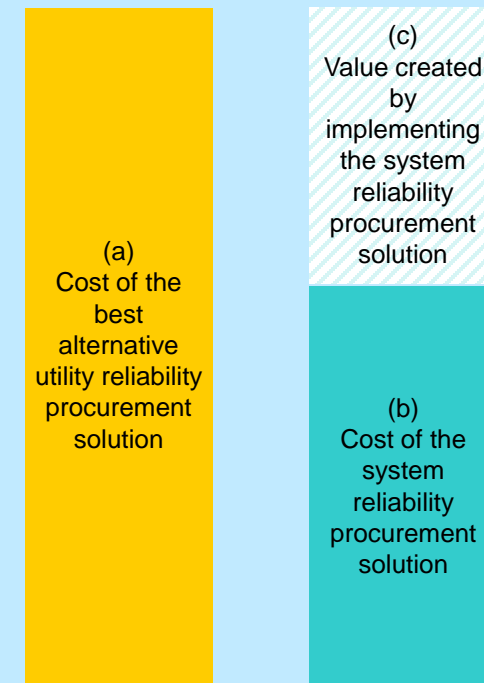 (a)
Cost of the
best
alternative
utility reliability
procurement
solution
(c)
Value created
by
implementing
the system
reliability
procurement
solution
(b)
Cost of the
system
reliability
procurement
solution